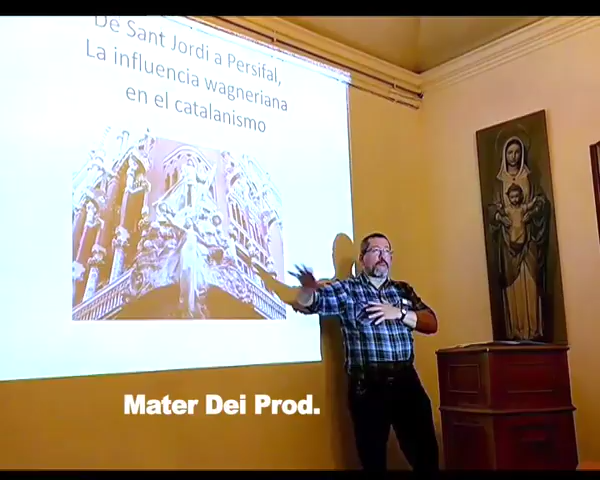 De Sant Jordi a Persifal,
La influencia wagneriana
en el catalanismo
Mater Dei Prod.